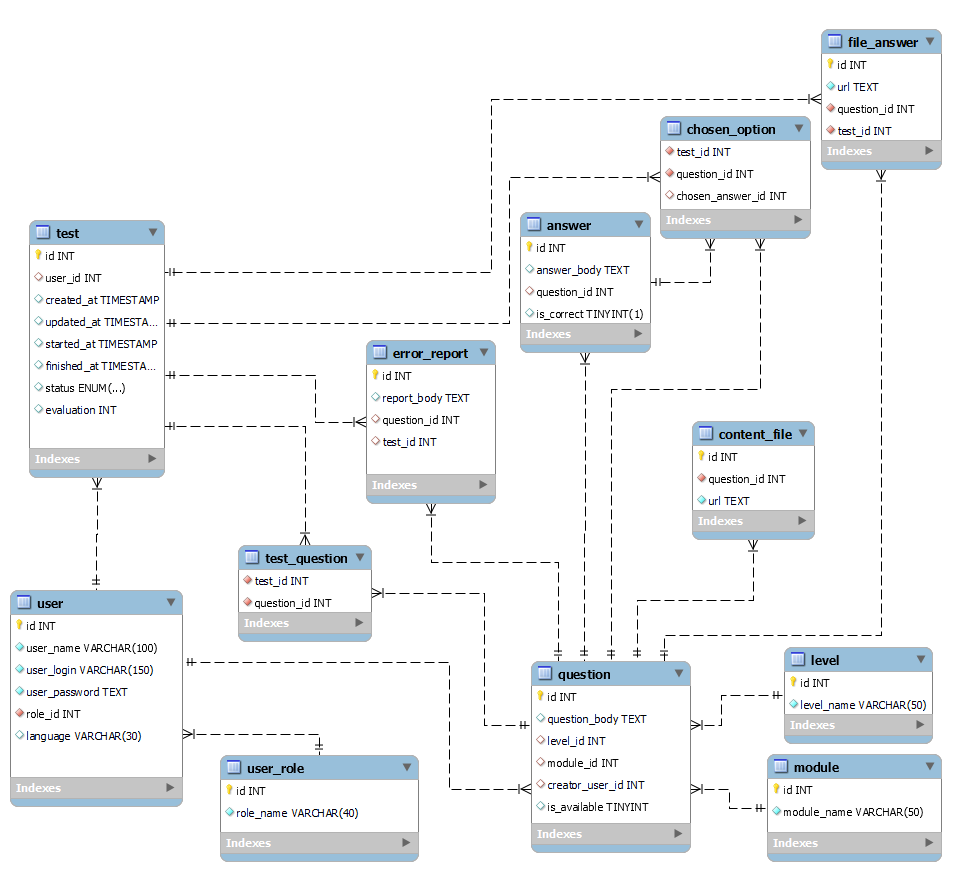 file_answer
id INT
url TEXT
question_id INT
test_id INT
Indexes
chosen_option
test_id INT
question_id INT
chosen_answer_id INT
Indexes
answer
id INT
answer_body TEXT
question_id INT
is_correct TINYINT(1)
Indexes
test
id INT
user_id INT
created_at TIMESTAMP
updated_at TIMESTA...
started_at TIMESTAMP
finished_at TIMESTA...
status ENUM(...)
evaluation INT
Indexes
error_report
id INT
report_body TEXT
question_id INT
test_id INT
Indexes
content_file
id INT
question_id INT
url TEXT
Indexes
test_question
test_id INT
question_id INT
Indexes
user
id INT
user_name VARCHAR(100)
user_login VARCHAR(150)
user_password TEXT
role_id INT
language VARCHAR(30)
Indexes
user_role
id INT
role_name VARCHAR(40)
Indexes
question
id INT
question_body TEXT
level_id INT
module_id INT
creator_user_id INT
is_available TINYINT
Indexes
level
id INT
level_name VARCHAR(50)
Indexes
module
id INT
module_name VARCHAR(50)
Indexes